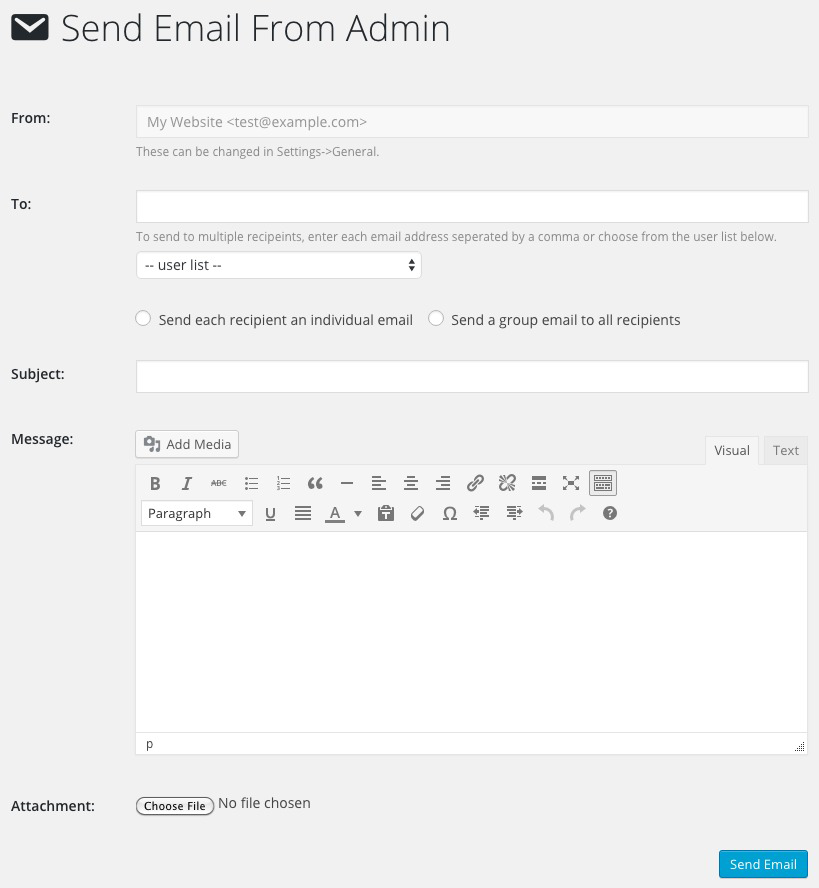 Send Email From Admin
From:
My Website <test@example.com>
These can be changed in Settings->General.
To:
To send to multiple recipeints, enter each email address seperated by a comma or choose from the user list below.
-- user list --
Send each recipient an individual email Send a group email to all recipients
Subject:
Message:
Add Media
Visual Text
B I ABC
Paragraph U A Ω ?
p
Attachment:
Choose File No file chosen
Send Email